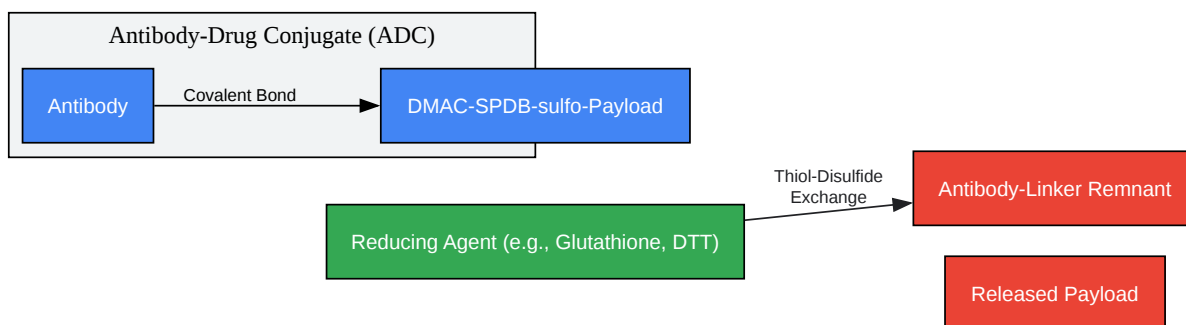 Antibody-Drug Conjugate (ADC)
Antibody
Covalent Bond
DMAC-SPDB-sulfo-Payload
Thiol-Disulfide
Exchange
Antibody-Linker Remnant
Reducing Agent (e.g., Glutathione, DTT)
Released Payload